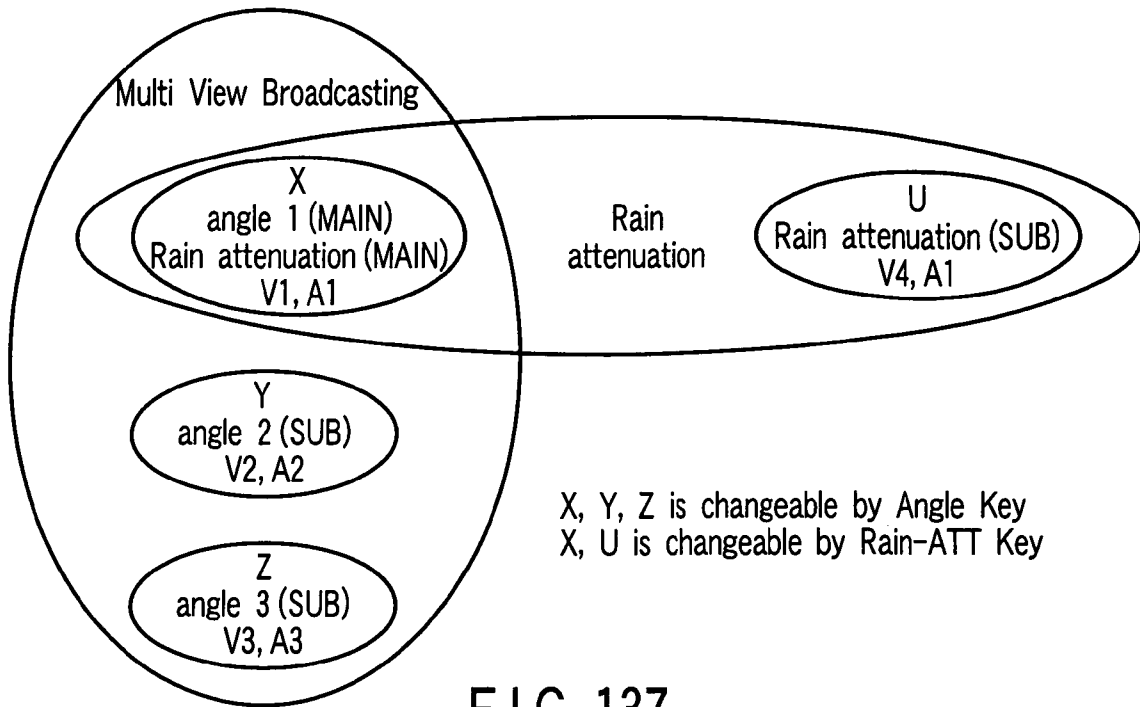 Multi View Broadcasting
X
angle 1 (MAIN)
Rain attenuation (MAIN)
V1, A1
Rain
attenuation
U
Rain attenuation (SUB)
V4, A1
Y
angle 2 (SUB)
V2, A2
X, Y, Z is changeable by Angle Key
X, U is changeable by Rain-ATT Key
Z
angle 3 (SUB)
V3, A3
FIG. 137